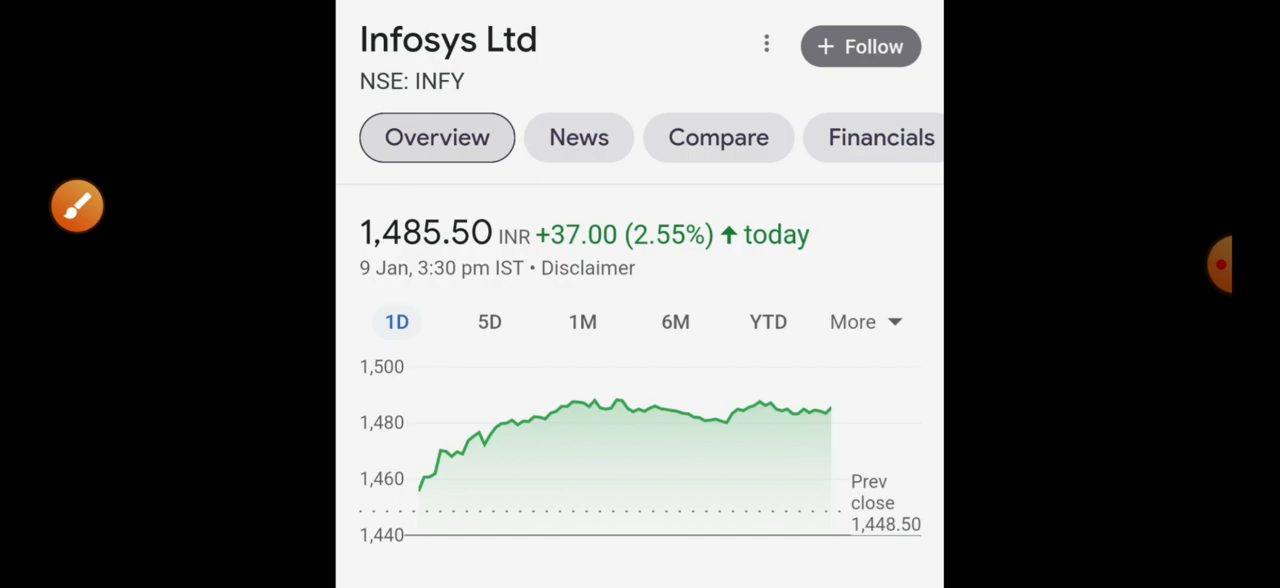 Infosys Ltd
+ Follow
NSE: INFY
Overview News Compare Financials
1,485.50 INR +37.00 (2.55%) ↑ today
9 Jan, 3:30 pm IST • Disclaimer
1D 5D 1M 6M YTD More
1,500
1,480
1,460
1,440
Prev
close
1,448.50